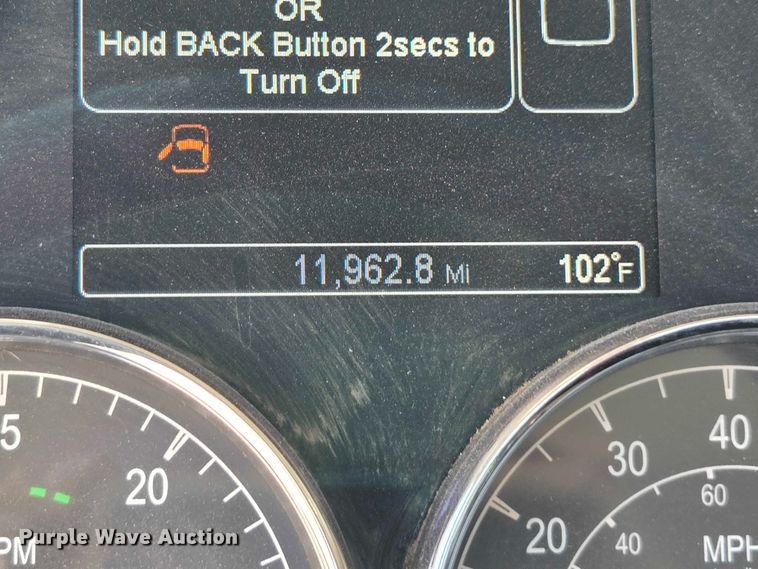 OR
Hold BACK Button 2secs to
Turn Off
11,962.8 Mi 102°F
15
20
PM
20
30
40
40
60
MPH
Purple Wave Auction